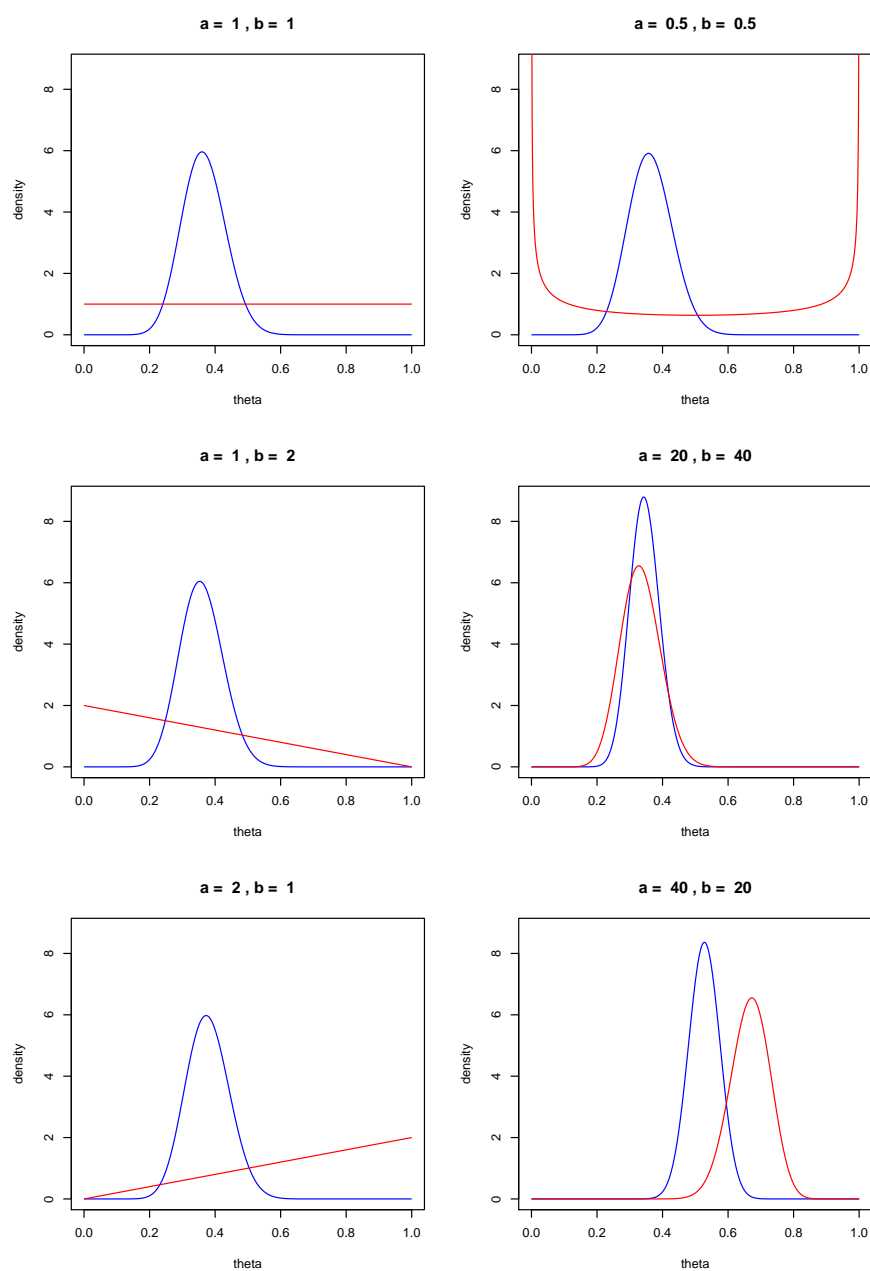 a = 1 , b = 1
density
0 2 4 6 8
0.0 0.2 0.4 0.6 0.8 1.0
theta
a = 0.5 , b = 0.5
density
0 2 4 6 8
0.0 0.2 0.4 0.6 0.8 1.0
theta
a = 1 , b = 2
density
0 2 4 6 8
0.0 0.2 0.4 0.6 0.8 1.0
theta
a = 20 , b = 40
density
0 2 4 6 8
0.0 0.2 0.4 0.6 0.8 1.0
theta
a = 2 , b = 1
density
0 2 4 6 8
0.0 0.2 0.4 0.6 0.8 1.0
theta
a = 40 , b = 20
density
0 2 4 6 8
0.0 0.2 0.4 0.6 0.8 1.0
theta